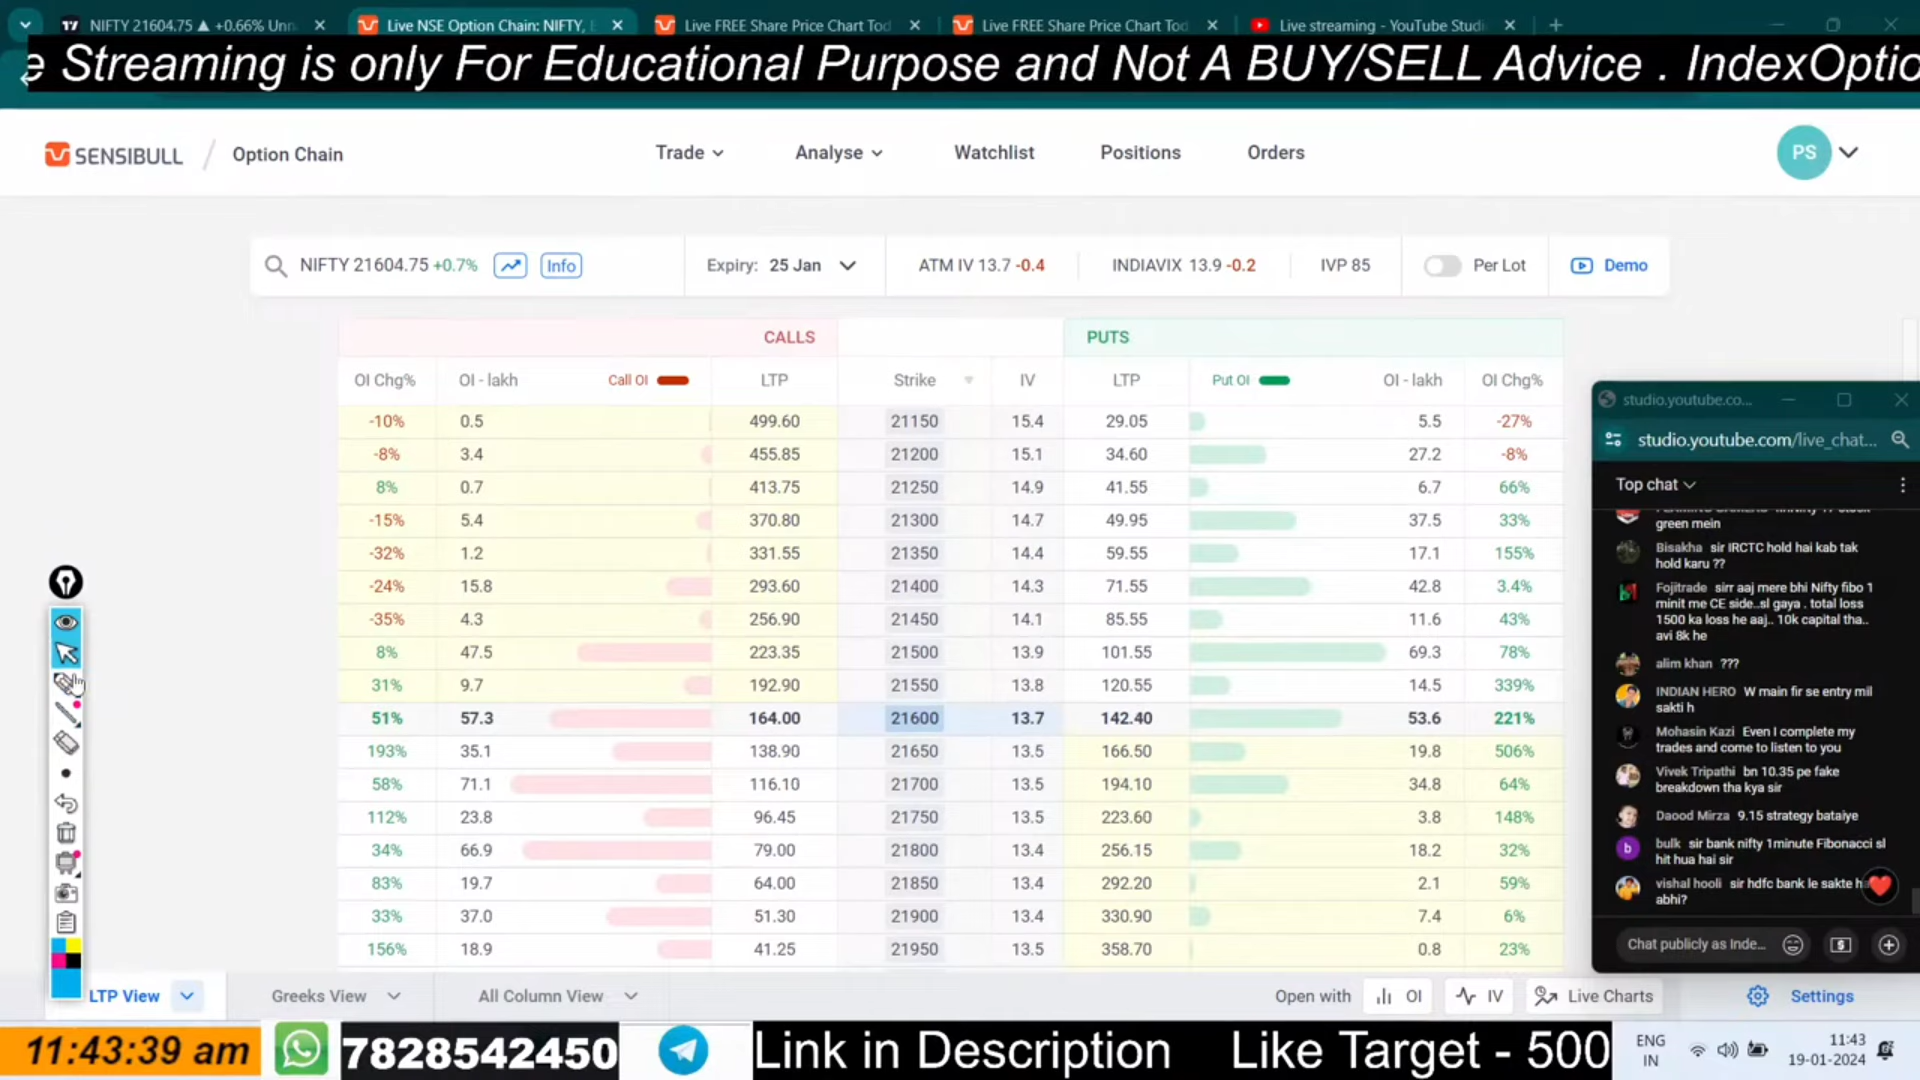 NIFTY 21604.75 ▲ +0.66% Unn
Live NSE Option Chain: NIFTY,
Live FREE Share Price Chart Tod
Live FREE Share Price Chart Tod
Live streaming - YouTube Studi
e Streaming is only For Educational Purpose and Not A BUY/SELL Advice . IndexOptio
SENSIBULL / Option Chain
Trade
Analyse
Watchlist
Positions
Orders
PS
NIFTY 21604.75 +0.7% Info
Expiry: 25 Jan
ATM IV 13.7 -0.4
INDIAVIX 13.9 -0.2
IVP 85
Per Lot
Demo
CALLS PUTS
OI Chg% OI - lakh Call OI LTP Strike IV LTP Put OI OI - lakh OI Chg%
-10% 0.5 499.60 21150 15.4 29.05 5.5 -27%
-8% 3.4 455.85 21200 15.1 34.60 27.2 -8%
8% 0.7 413.75 21250 14.9 41.55 6.7 66%
-15% 5.4 370.80 21300 14.7 49.95 37.5 33%
-32% 1.2 331.55 21350 14.4 59.55 17.1 155%
-24% 15.8 293.60 21400 14.3 71.55 42.8 3.4%
-35% 4.3 256.90 21450 14.1 85.55 11.6 43%
8% 47.5 223.35 21500 13.9 101.55 69.3 78%
31% 9.7 192.90 21550 13.8 120.55 14.5 339%
51% 57.3 164.00 21600 13.7 142.40 53.6 221%
193% 35.1 138.90 21650 13.5 166.50 19.8 506%
58% 71.1 116.10 21700 13.5 194.10 34.8 64%
112% 23.8 96.45 21750 13.5 223.60 3.8 148%
34% 66.9 79.00 21800 13.4 256.15 18.2 32%
83% 19.7 64.00 21850 13.4 292.20 2.1 59%
33% 37.0 51.30 21900 13.4 330.90 7.4 6%
156% 18.9 41.25 21950 13.5 358.70 0.8 23%
studio.youtube.co...
studio.youtube.com/live_chat...
Top chat
green mein
Bisakha sir IRCTC hold hai kab tak
hold karu ??
Fojitrade sirr aaj mere bhi Nifty fibo 1
minit me CE side..sl gaya . total loss
1500 ka loss he aaj.. 10k capital tha..
avi 8k he
alim khan ???
INDIAN HERO W main fir se entry mil
sakti h
Mohasin Kazi Even I complete my
trades and come to listen to you
Vivek Tripathi bn 10.35 pe fake
breakdown tha kya sir
Daood Mirza 9.15 strategy bataiye
b bulk sir bank nifty 1minute Fibonacci sl
hit hua hai sir
vishal hooli sir hdfc bank le sakte
abhi?
Chat publicly as Inde...
LTP View
Greeks View
All Column View
Open with
OI
IV
Live Charts
Settings
11:43:39 am
7828542450
Link in Description Like Target - 500
ENG
IN
11:43
19-01-2024